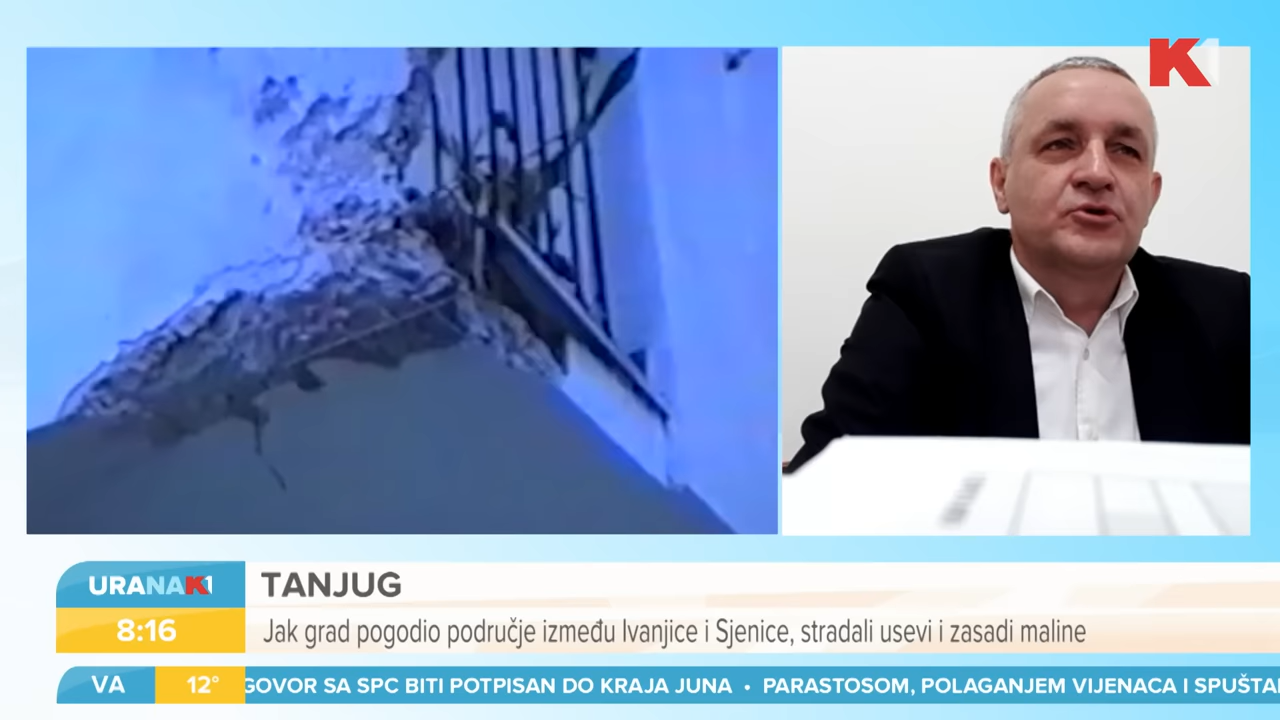 K1
URANAK1
TANJUG
8:16
Jak grad pogodio područje između Ivanjice i Sjenice, stradali usevi i zasadi maline
VA 12° GOVOR SA SPC BITI POTPISAN DO KRAJA JUNA • PARASTOSOM, POLAGANJEM VIJENACA I SPUŠTA